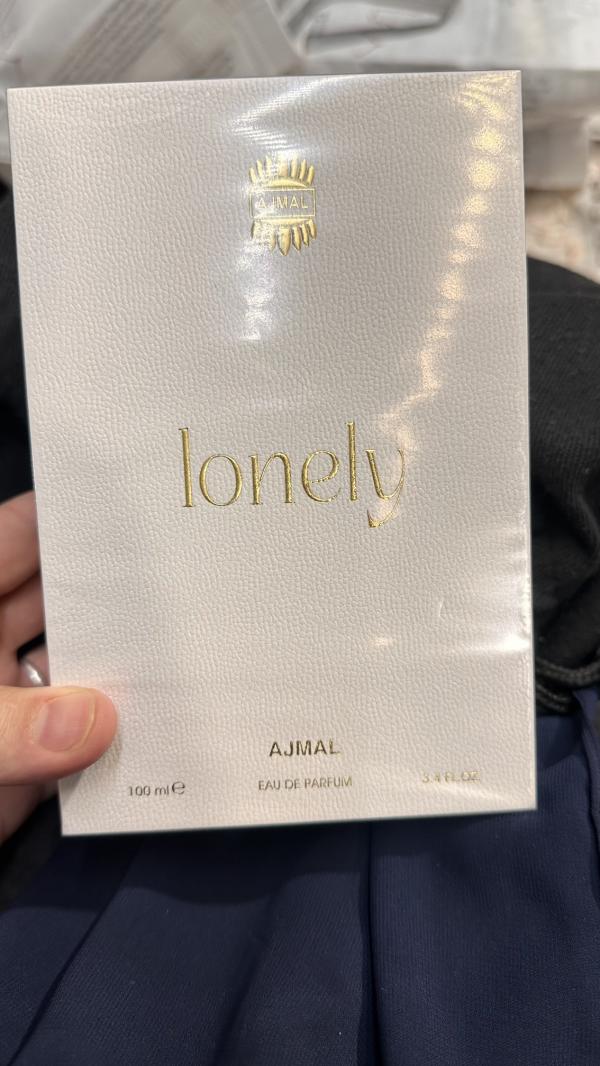 AJMAL
lonely
AJMAL
100 ml e EAU DE PARFUM 3.4 FL.OZ.